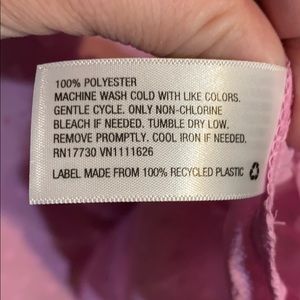 100% POLYESTER
MACHINE WASH COLD WITH LIKE COLORS.
GENTLE CYCLE. ONLY NON-CHLORINE
BLEACH IF NEEDED. TUMBLE DRY LOW.
REMOVE PROMPTLY. COOL IRON IF NEEDED.
RN17730 VN1111626
LABEL MADE FROM 100% RECYCLED PLASTIC